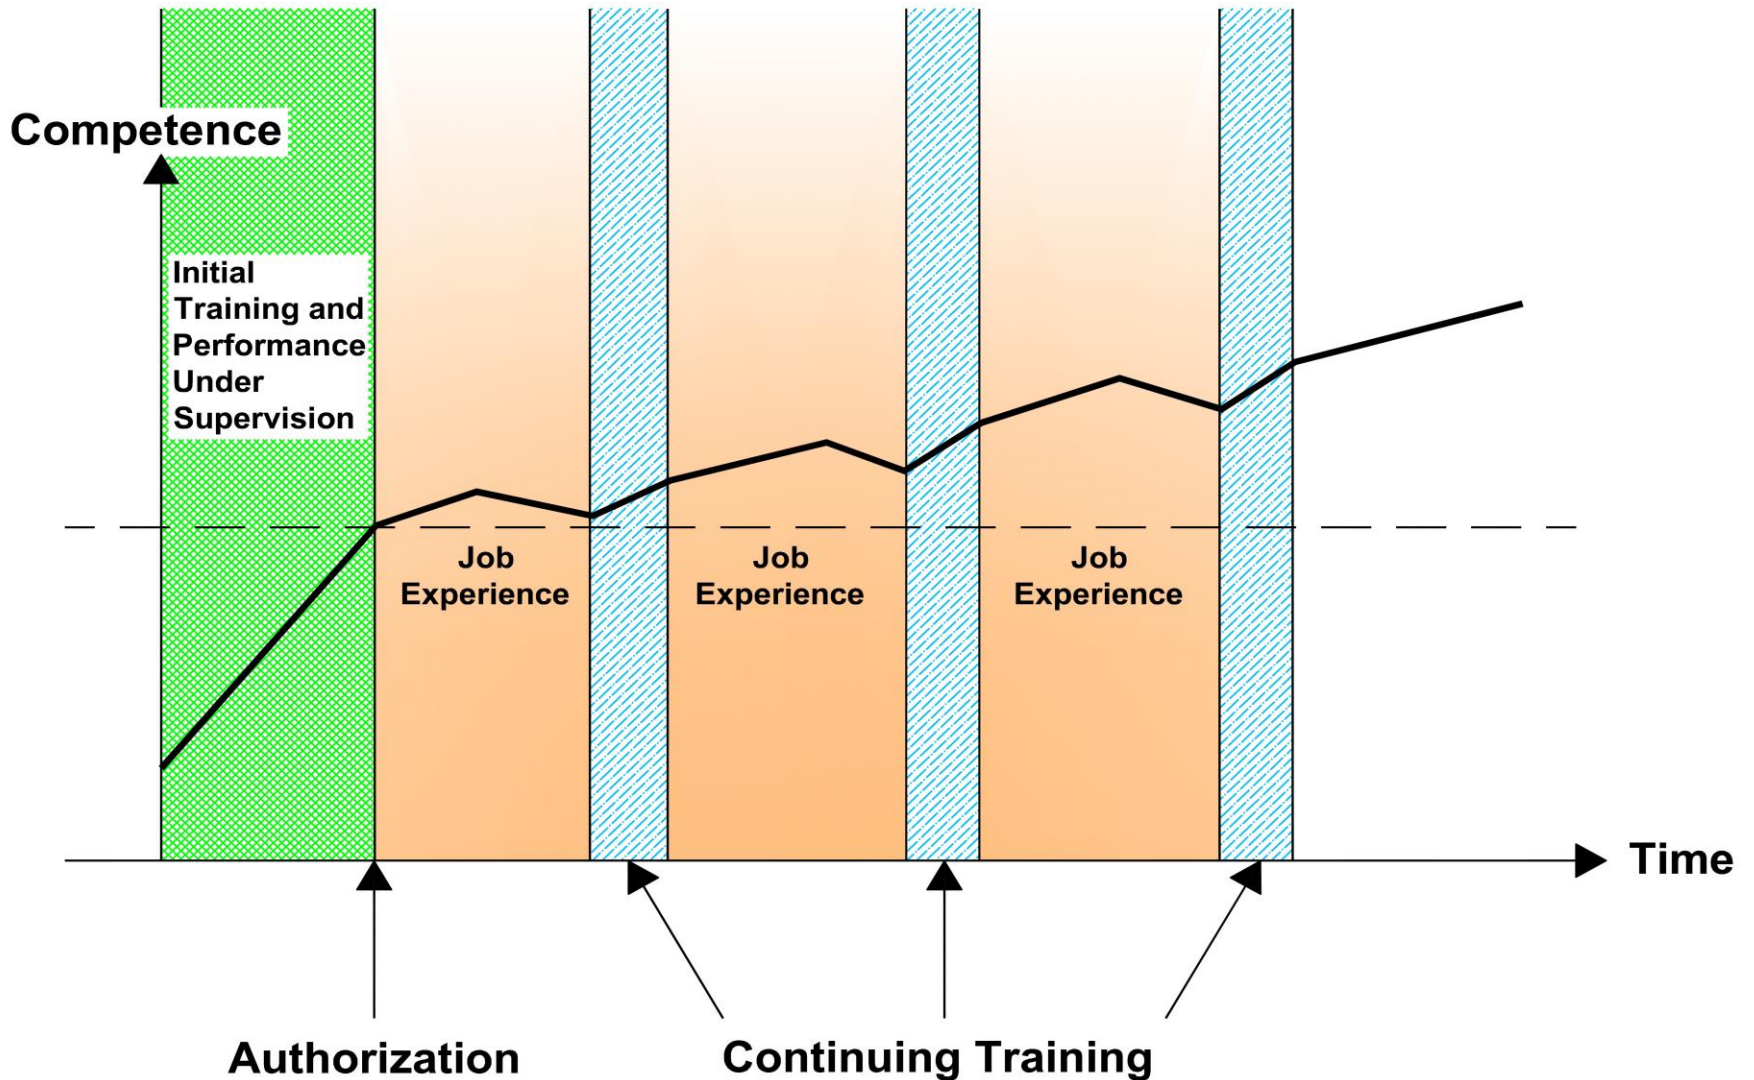 Competence
Initial
Training and
Performance
Under
Supervision
Job
Experience
Job
Experience
Job
Experience
Time
Authorization
Continuing Training